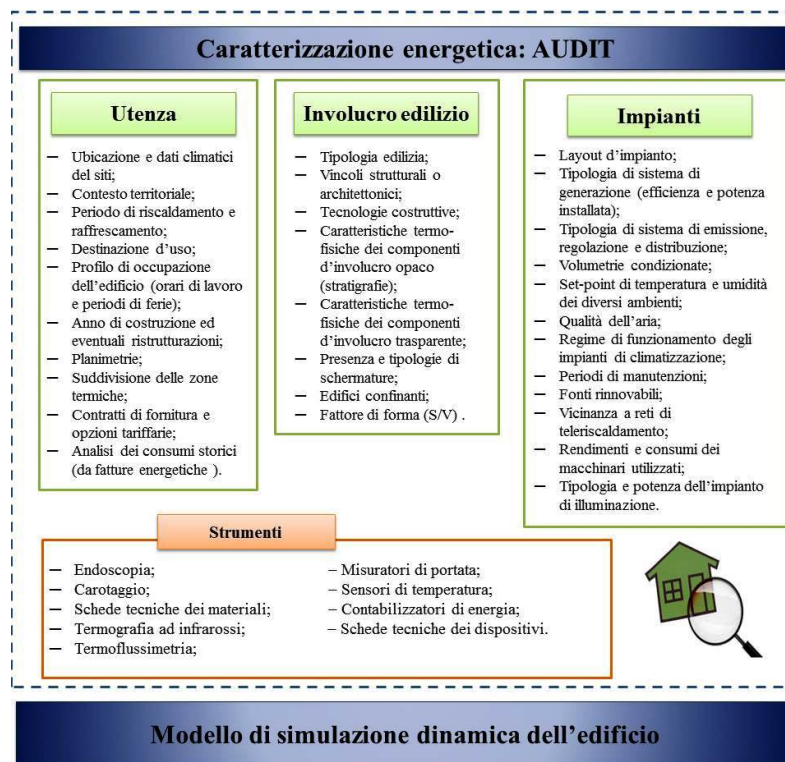 Caratterizzazione energetica: AUDIT
Utenza
— Ubicazione e dati climatici
del siti;
— Contesto territoriale;
— Periodo di riscaldamento e
raffrescamento;
— Destinazione d'uso;
— Profilo di occupazione
dell'edificio (orari di lavoro
e periodi di ferie);
— Anno di costruzione ed
eventuali ristrutturazioni;
— Planimetrie;
— Suddivisione delle zone
termiche;
— Contratti di fornitura e
opzioni tariffarie;
— Analisi dei consumi storici
(da fatture energetiche ).
Involucro edilizio
— Tipologia edilizia;
— Vincoli strutturali o
architettonici;
— Tecnologie costruttive;
— Caratteristiche termo-
fisiche dei componenti
d'involucro opaco
(stratigrafie);
— Caratteristiche termo-
fisiche dei componenti
d'involucro trasparente;
— Presenza e tipologie di
schermature;
— Edifici confinanti;
— Fattore di forma (S/V) .
Impianti
— Layout d'impianto;
— Tipologia di sistema di
generazione (efficienza e potenza
installata);
— Tipologia di sistema di emissione,
regolazione e distribuzione;
— Volumetrie condizionate;
— Set-point di temperatura e umidità
dei diversi ambienti;
— Qualità dell'aria;
— Regime di funzionamento degli
impianti di climatizzazione;
— Periodi di manutenzioni;
— Fonti rinnovabili;
— Vicinanza a reti di
teleriscaldamento;
— Rendimenti e consumi dei
macchinari utilizzati;
— Tipologia e potenza dell'impianto
di illuminazione.
Strumenti
— Endoscopia;
— Carotaggio;
— Schede tecniche dei materiali;
— Termografia ad infrarossi;
— Termoflussimetria;
– Misuratori di portata;
– Sensori di temperatura;
– Contabilizzatori di energia;
– Schede tecniche dei dispositivi.
Modello di simulazione dinamica dell'edificio